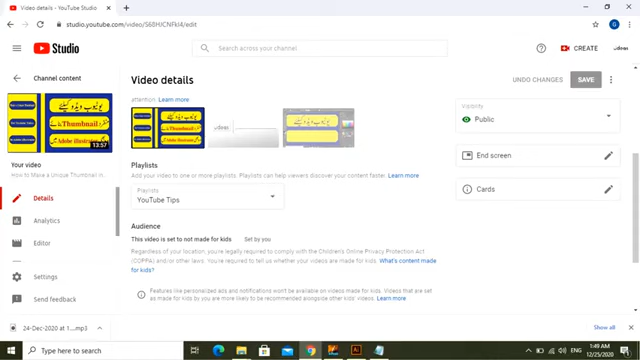 Video details - YouTube Studio
studio.youtube.com/video/S68HJCNFkI4/edit
Studio
Search across your channel
CREATE
Channel content
Video details
UNDO CHANGES
SAVE
attention. Learn more
یوٹیوب ویڈیو کیلئے
منفرد Thumbnail بنائے
Adobe illustrator میں
13:57
Visibility
Public
End screen
Cards
Your video
How to Make a Unique Thumbnail in
Playlists
Add your video to one or more playlists. Playlists can help viewers discover your content faster. Learn more
Playlists
YouTube Tips
Details
Analytics
Editor
Settings
Send feedback
Audience
This video is set to not made for kids
Set by you
Regardless of your location, you're legally required to comply with the Children's Online Privacy Protection Act
(COPPA) and/or other laws. You're required to tell us whether your videos are made for kids. What's content made
for kids?
Features like personalized ads and notifications won't be available on videos made for kids. Videos that are
set as made for kids by you are more likely to be recommended alongside other kids' videos. Learn more
24-Dec-2020 at 1....mp3
Show all
Type here to search
ENG
1:49 AM
12/25/2020